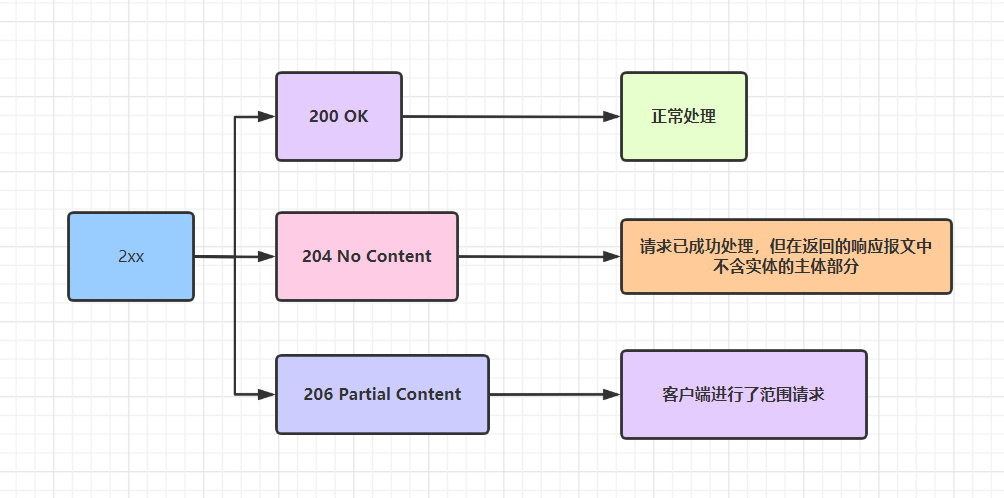 200 OK
正常处理
2xx
204 No Content
请求已成功处理，但在返回的响应报文中
不含实体的主体部分
206 Partial Content
客户端进行了范围请求